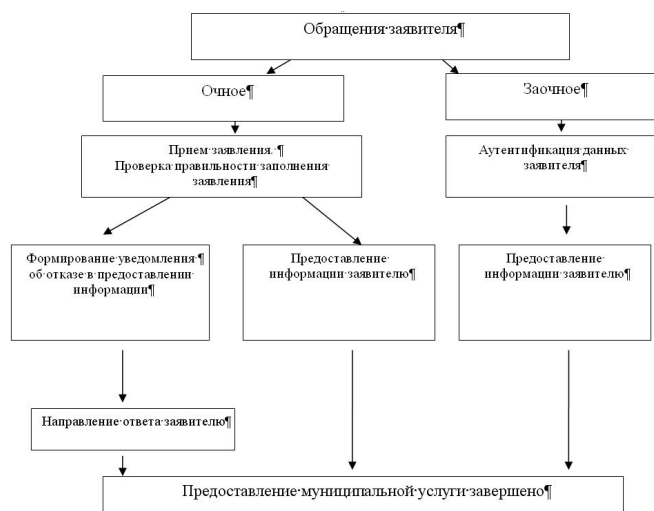 Обращения заявителя¶
Очное¶
Заочное¶
Прием заявления. ¶
Проверка правильности заполнения
заявления¶
Аутентификация данных
заявителя¶
Формирование уведомления ¶
об отказе в предоставлении
информации¶
Предоставление
информации заявителю¶
Предоставление
информации заявителю¶
Направление ответа заявителю¶
Предоставление муниципальной услуги завершено¶